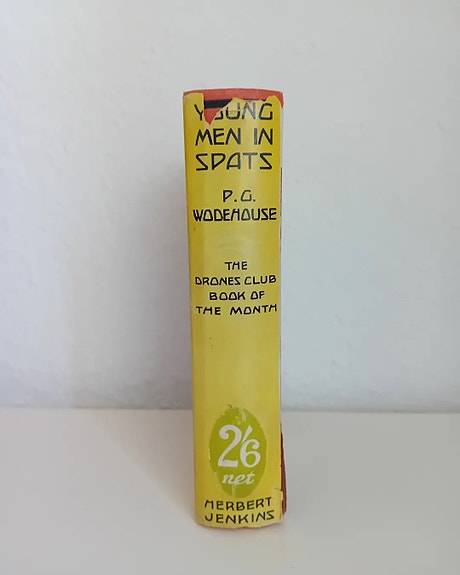 YOUNG
MEN IN
SPATS
P.G.
WODEHOUSE
THE
DRONES CLUB
BOOK OF
THE MONTH
2/6
net
HERBERT
JENKINS